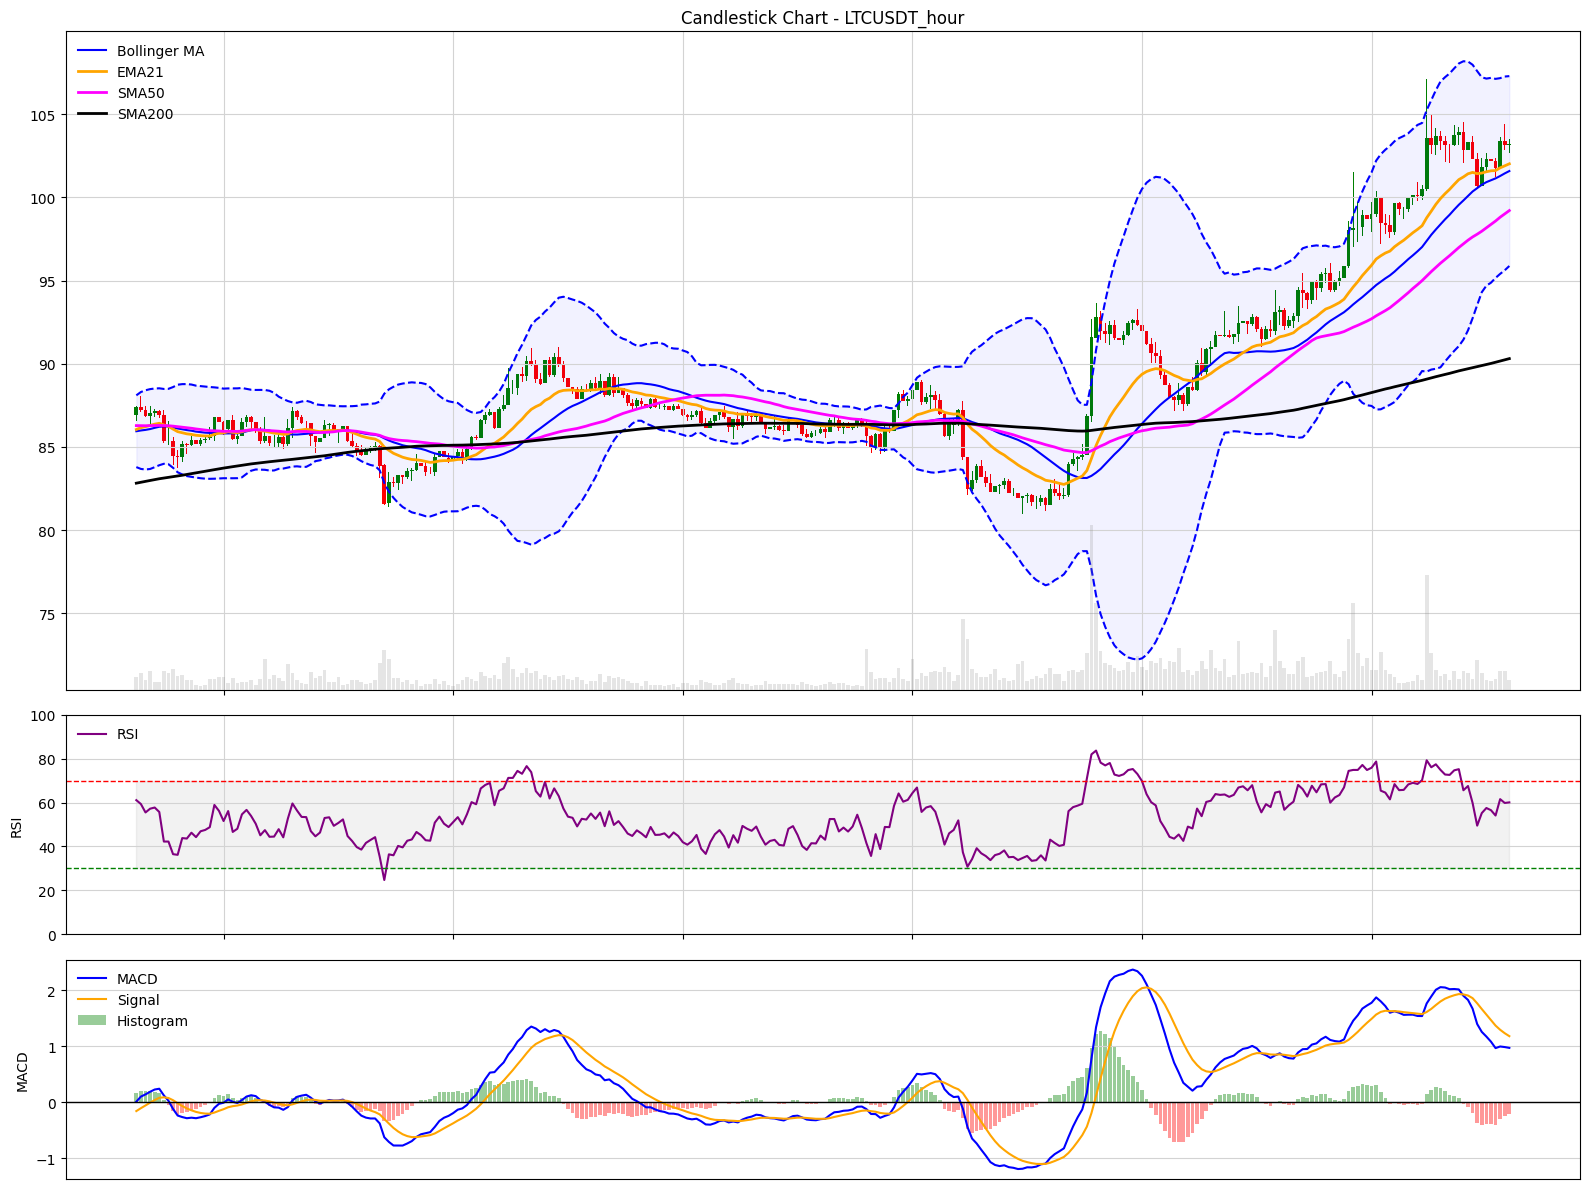 Candlestick Chart - LTCUSDT_hour
Bollinger MA
EMA21
SMA50
SMA200
105
100
95
90
85
80
75
100
RSI
80
60
40
20
0
RSI
MACD
Signal
Histogram
2
1
0
−1
MACD